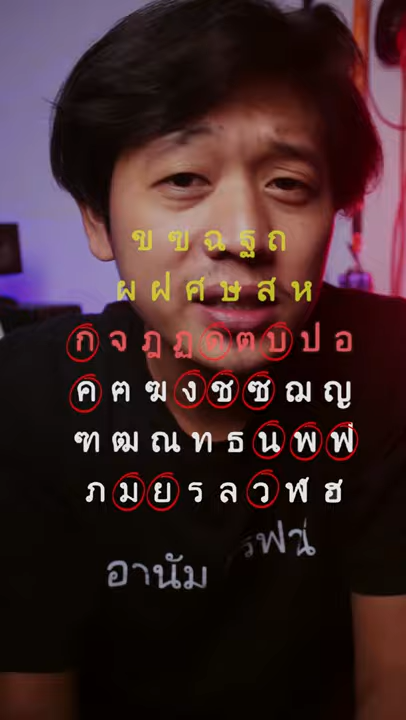 ข ฃ ฉ ฐ ถ
ผ ฝ ศ ษ ส ห
ก จ ฎ ฏ ด ต บ ป อ
ค ฅ ฆ ง ช ซ ฌ ญ
ฑ ฒ ณ ท ธ น พ ฟ
ภ ม ย ร ล ว ฬ ฮ
อานัม